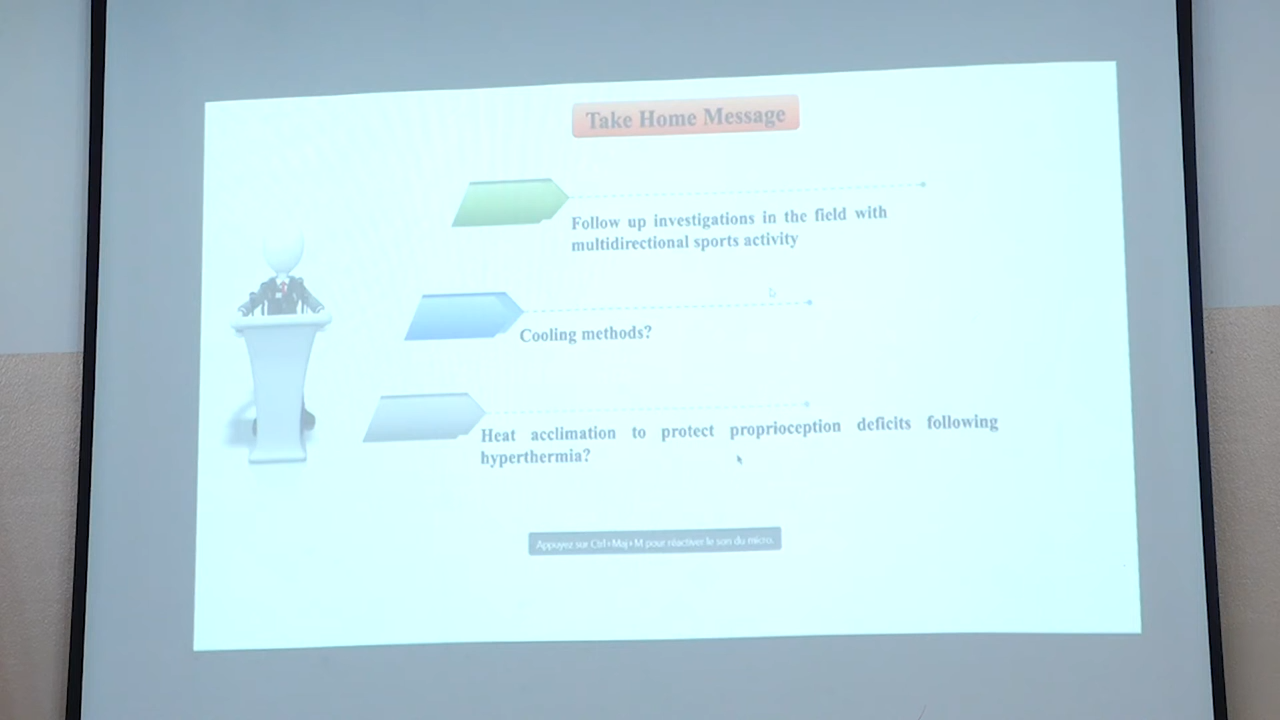 Take Home Message
Follow up investigations in the field with
multidirectional sports activity
Cooling methods?
Heat acclimation to protect proprioception deficits following
hyperthermia?
Appuyez sur Ctrl+Maj+M pour réactiver le son du micro.